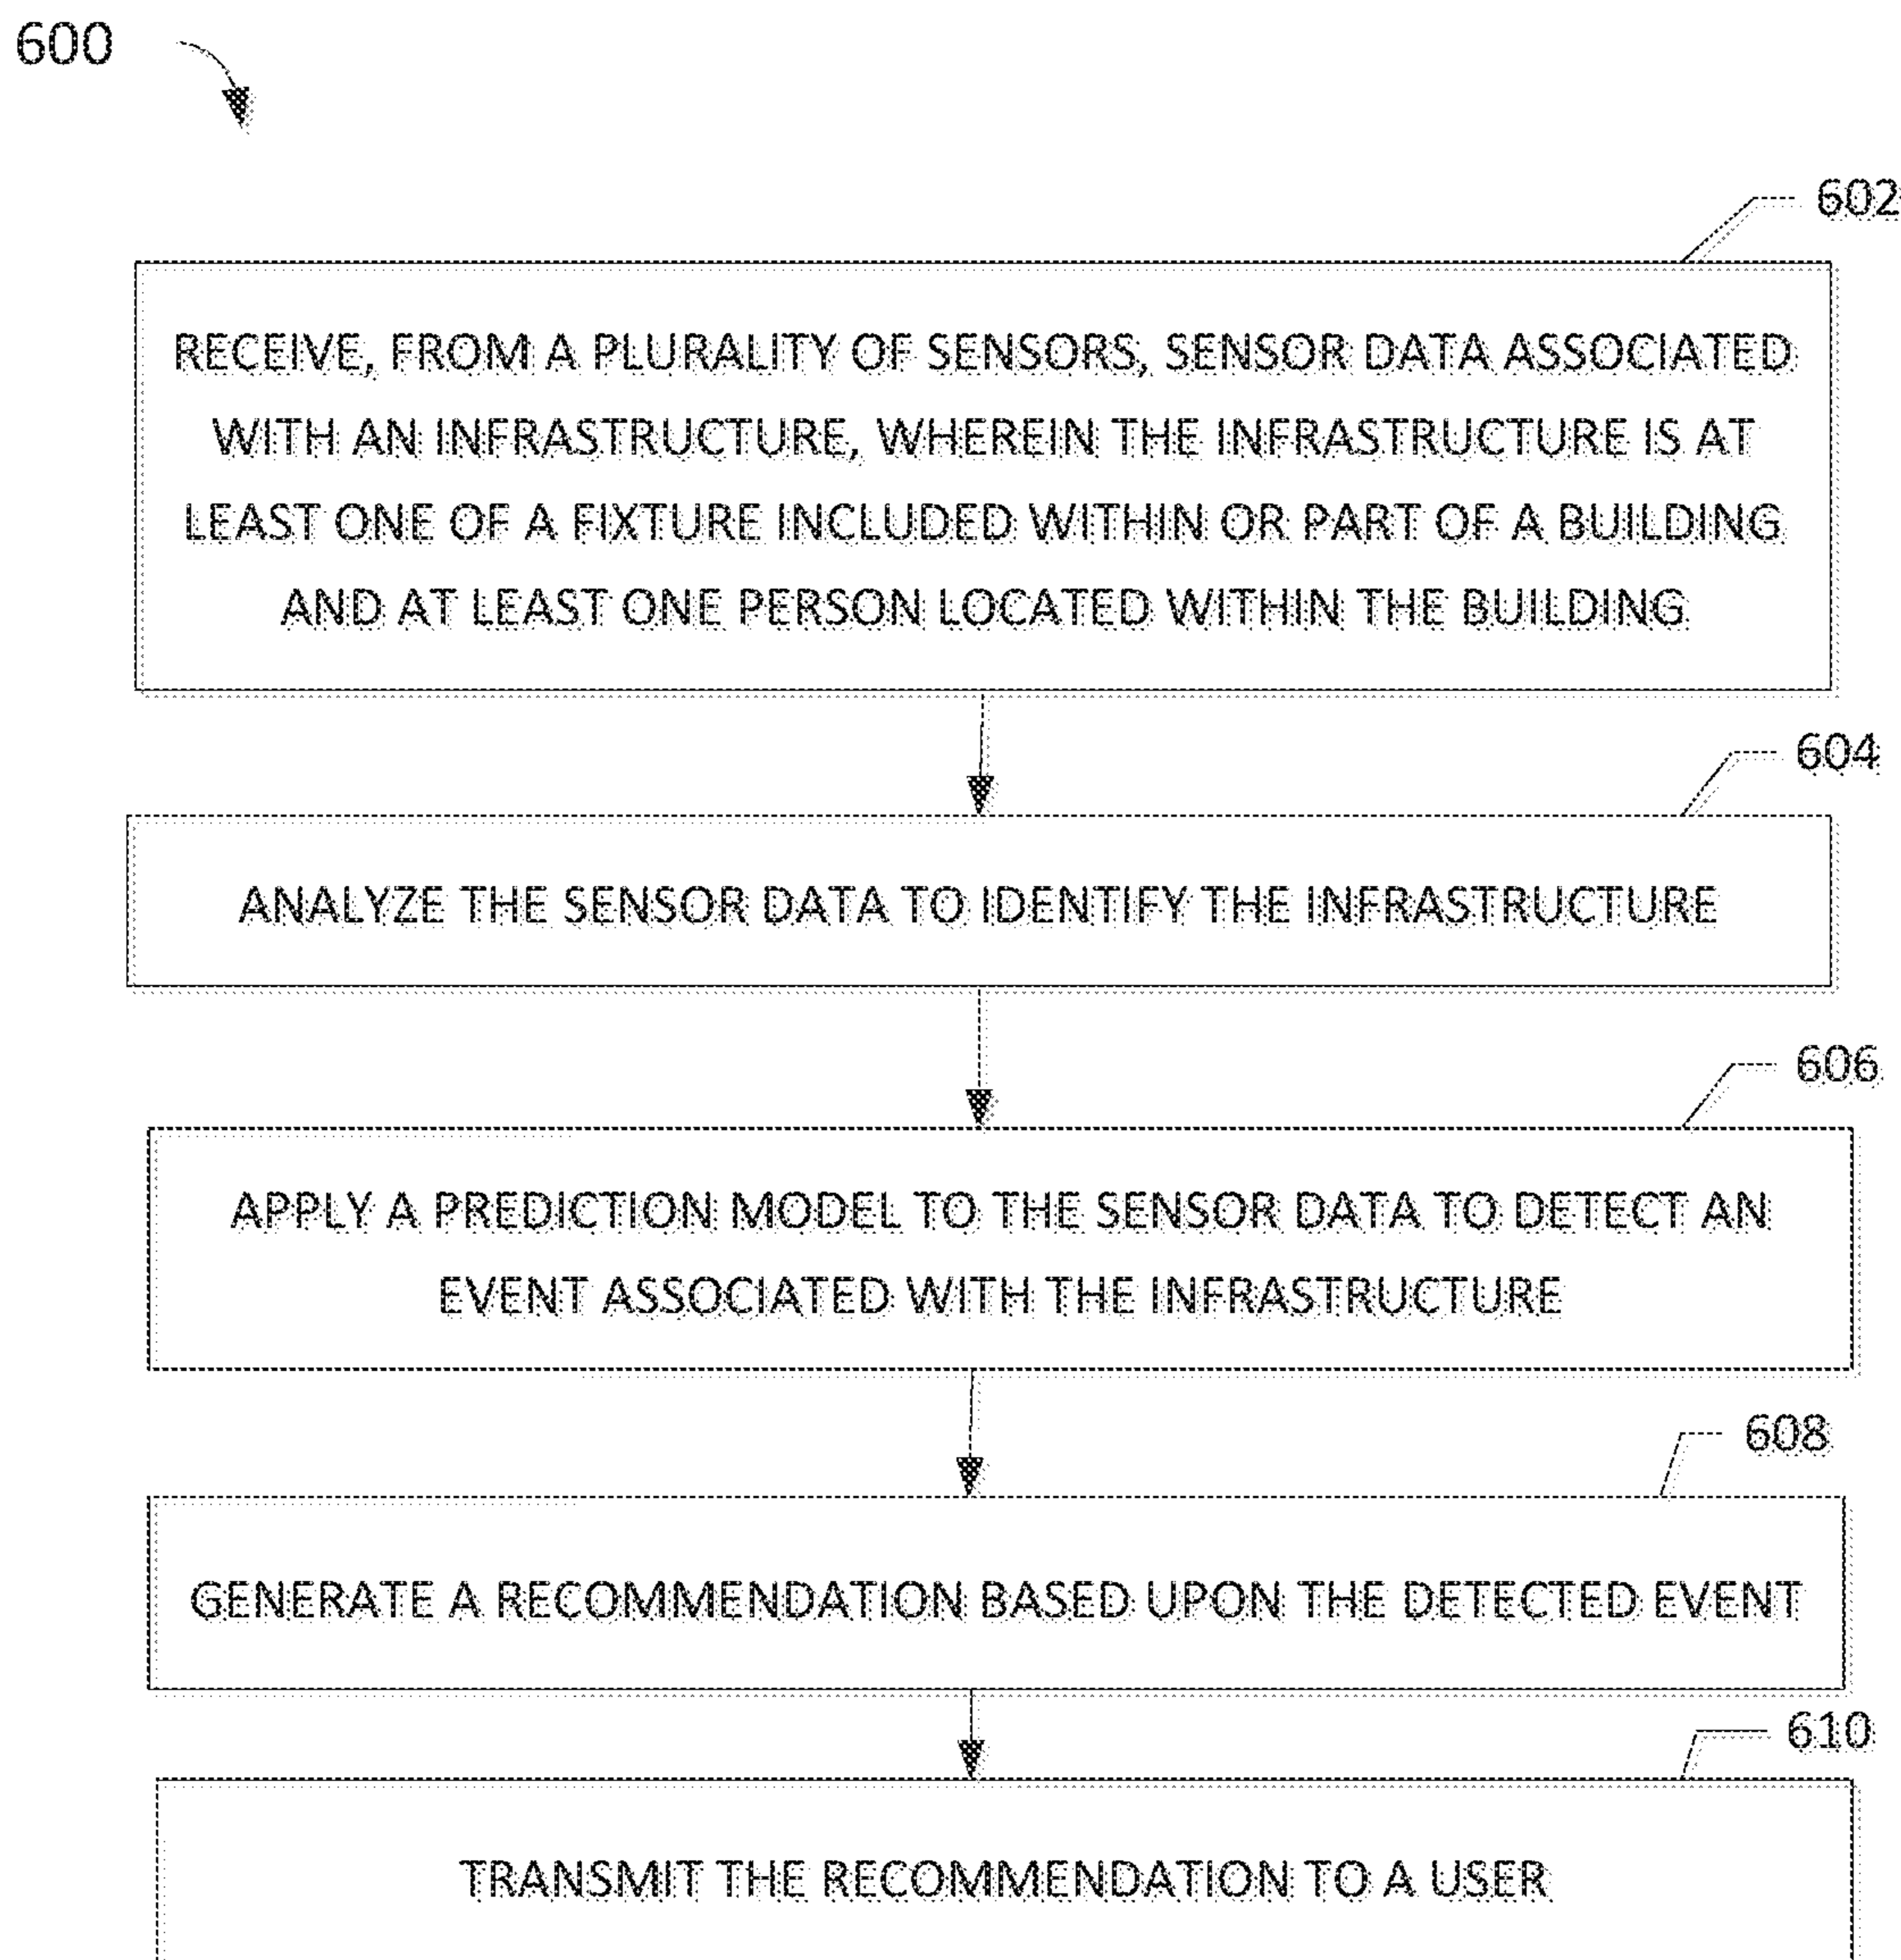 600
602
RECEIVE, FROM A PLURALITY OF SENSORS, SENSOR DATA ASSOCIATED
WITH AN INFRASTRUCTURE, WHEREIN THE INFRASTRUCTURE IS AT
LEAST ONE OF A FIXTURE INCLUDED WITHIN OR PART OF A BUILDING
AND AT LEAST ONE PERSON LOCATED WITHIN THE BUILDING
604
ANALYZE THE SENSOR DATA TO IDENTIFY THE INFRASTRUCTURE
606
APPLY A PREDICTION MODEL TO THE SENSOR DATA TO DETECT AN
EVENT ASSOCIATED WITH THE INFRASTRUCTURE
608
GENERATE A RECOMMENDATION BASED UPON THE DETECTED EVENT
610
TRANSMIT THE RECOMMENDATION TO A USER